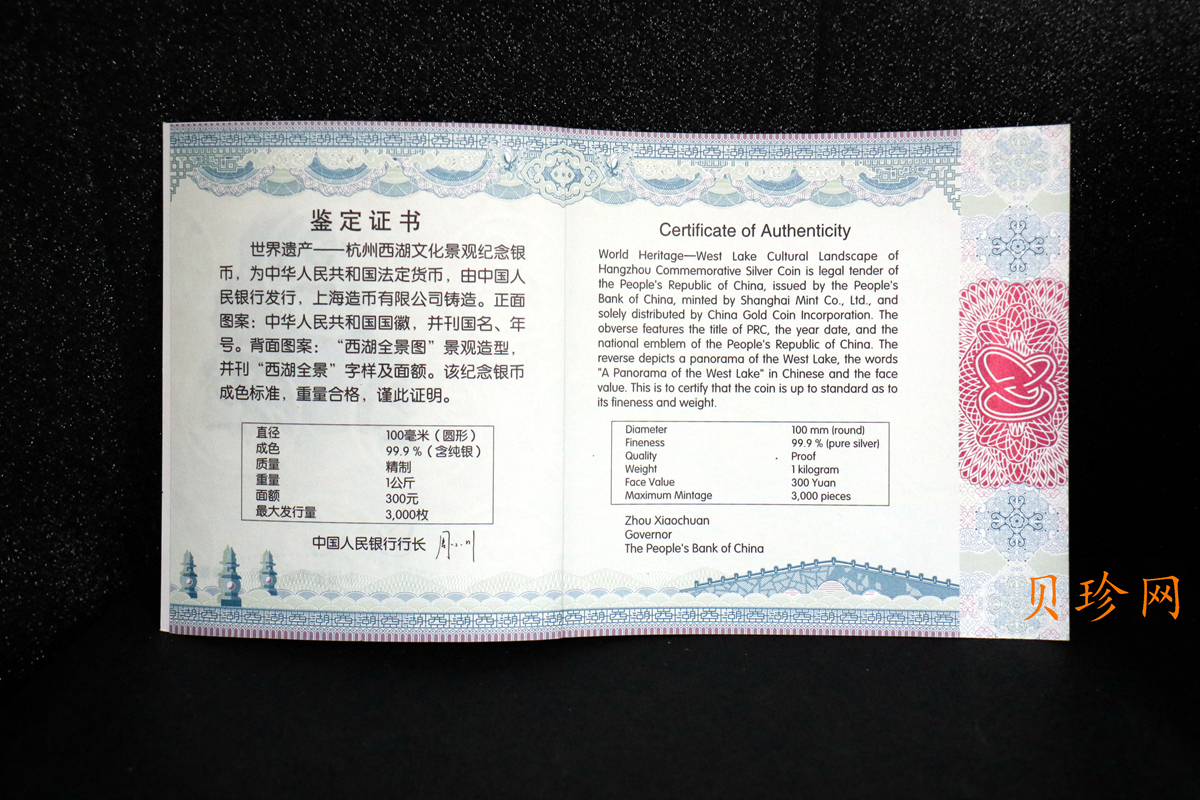 鉴定证书
世界遗产——杭州西湖文化景观纪念银
币，为中华人民共和国法定货币，由中国人
民银行发行，上海造币有限公司铸造。正面
图案：中华人民共和国国徽，并刊国名、年
号。背面图案：“西湖全景图”景观造型，
并刊“西湖全景”字样及面额。该纪念银币
成色标准，重量合格，谨此证明。
直径 100毫米（圆形）
成色 99.9％（含纯银）
质量 精制
重量 1公斤
面额 300元
最大发行量 3,000枚
中国人民银行行长
Certificate of Authenticity
World Heritage—West Lake Cultural Landscape of
Hangzhou Commemorative Silver Coin is legal tender of
the People's Republic of China, issued by the People's
Bank of China, minted by Shanghai Mint Co., Ltd., and
solely distributed by China Gold Coin Incorporation. The
obverse features the title of PRC, the year date, and the
national emblem of the People's Republic of China. The
reverse depicts a panorama of the West Lake, the words
"A Panorama of the West Lake" in Chinese and the face
value. This is to certify that the coin is up to standard as to
its fineness and weight.
Diameter 100 mm (round)
Fineness 99.9 % (pure silver)
Quality Proof
Weight 1 kilogram
Face Value 300 Yuan
Maximum Mintage 3,000 pieces
Zhou Xiaochuan
Governor
The People's Bank of China
贝珍网